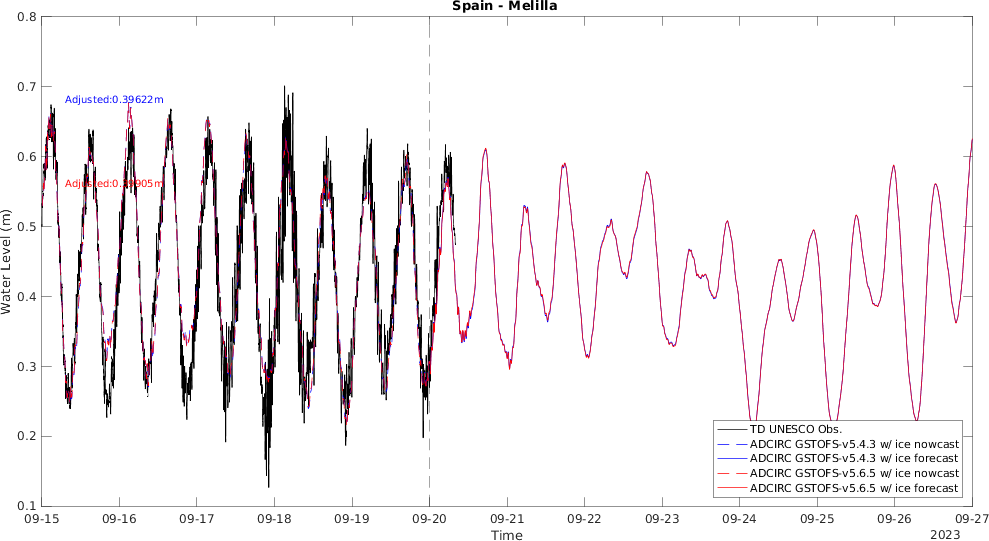 Spain - Melilla
0.8
0.7
0.6
0.5
0.4
0.3
0.2
0.1
Water Level (m)
Adjusted:0.39622m
Adjusted:0.39905m
TD UNESCO Obs.
ADCIRC GSTOFS-v5.4.3 w/ ice nowcast
ADCIRC GSTOFS-v5.4.3 w/ ice forecast
ADCIRC GSTOFS-v5.6.5 w/ ice nowcast
ADCIRC GSTOFS-v5.6.5 w/ ice forecast
09-15 09-16 09-17 09-18 09-19 09-20 09-21 09-22 09-23 09-24 09-25 09-26 09-27
Time
2023